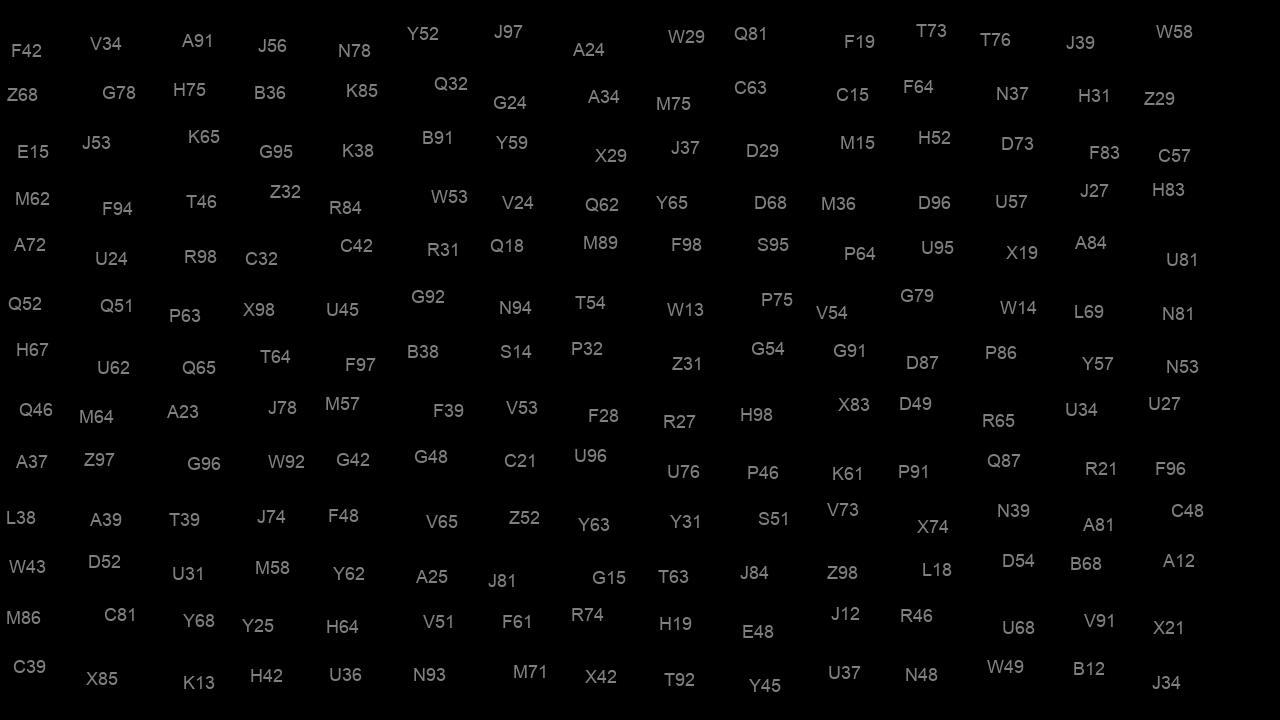 F42 V34 A91 J56 N78 Y52 J97 A24 W29 Q81 F19 T73 T76 J39 W58
Z68 G78 H75 B36 K85 Q32 G24 A34 M75 C63 C15 F64 N37 H31 Z29
E15 J53 K65 G95 K38 B91 Y59 X29 J37 D29 M15 H52 D73 F83 C57
M62 F94 T46 Z32 R84 W53 V24 Q62 Y65 D68 M36 D96 U57 J27 H83
A72 U24 R98 C32 C42 R31 Q18 M89 F98 S95 P64 U95 X19 A84 U81
Q52 Q51 P63 X98 U45 G92 N94 T54 W13 P75 V54 G79 W14 L69 N81
H67 U62 Q65 T64 F97 B38 S14 P32 Z31 G54 G91 D87 P86 Y57 N53
Q46 M64 A23 J78 M57 F39 V53 F28 R27 H98 X83 D49 R65 U34 U27
A37 Z97 G96 W92 G42 G48 C21 U96 U76 P46 K61 P91 Q87 R21 F96
L38 A39 T39 J74 F48 V65 Z52 Y63 Y31 S51 V73 X74 N39 A81 C48
W43 D52 U31 M58 Y62 A25 J81 G15 T63 J84 Z98 L18 D54 B68 A12
M86 C81 Y68 Y25 H64 V51 F61 R74 H19 E48 J12 R46 U68 V91 X21
C39 X85 K13 H42 U36 N93 M71 X42 T92 Y45 U37 N48 W49 B12 J34